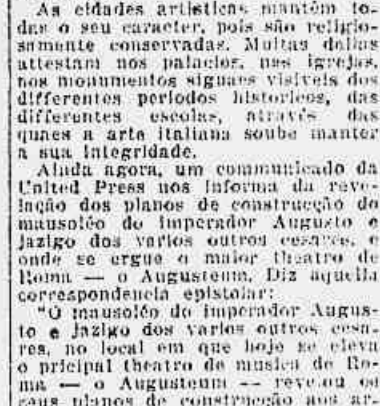 As cidades artisticas mantêm to-
das o seu caracter, pois são religio-
samente conservadas. Muitas dellas
attestam nos palacios, nas igrejas,
nos monumentos signaes visiveis dos
differentes periodos historicos, das
differentes escolas, através das
quaes a arte italiana soube manter
a sua integridade.
Ainda agora, um communicado da
United Press nos informa da reve-
lação dos planos de construcção do
mausoléo do imperador Augusto e
jazigo dos varios outros cesares, e
onde se ergue o maior theatro de
Roma — o Augusteum. Diz aquella
correspondencia epistolar:
"O mausoléo do imperador Augus-
to e jazigo dos varios outros cesa-
res, no local em que hoje se eleva
o pricipal theatro de musica de Ro-
ma — o Augusteum — revelou os
seus planos de construcção aos ar-